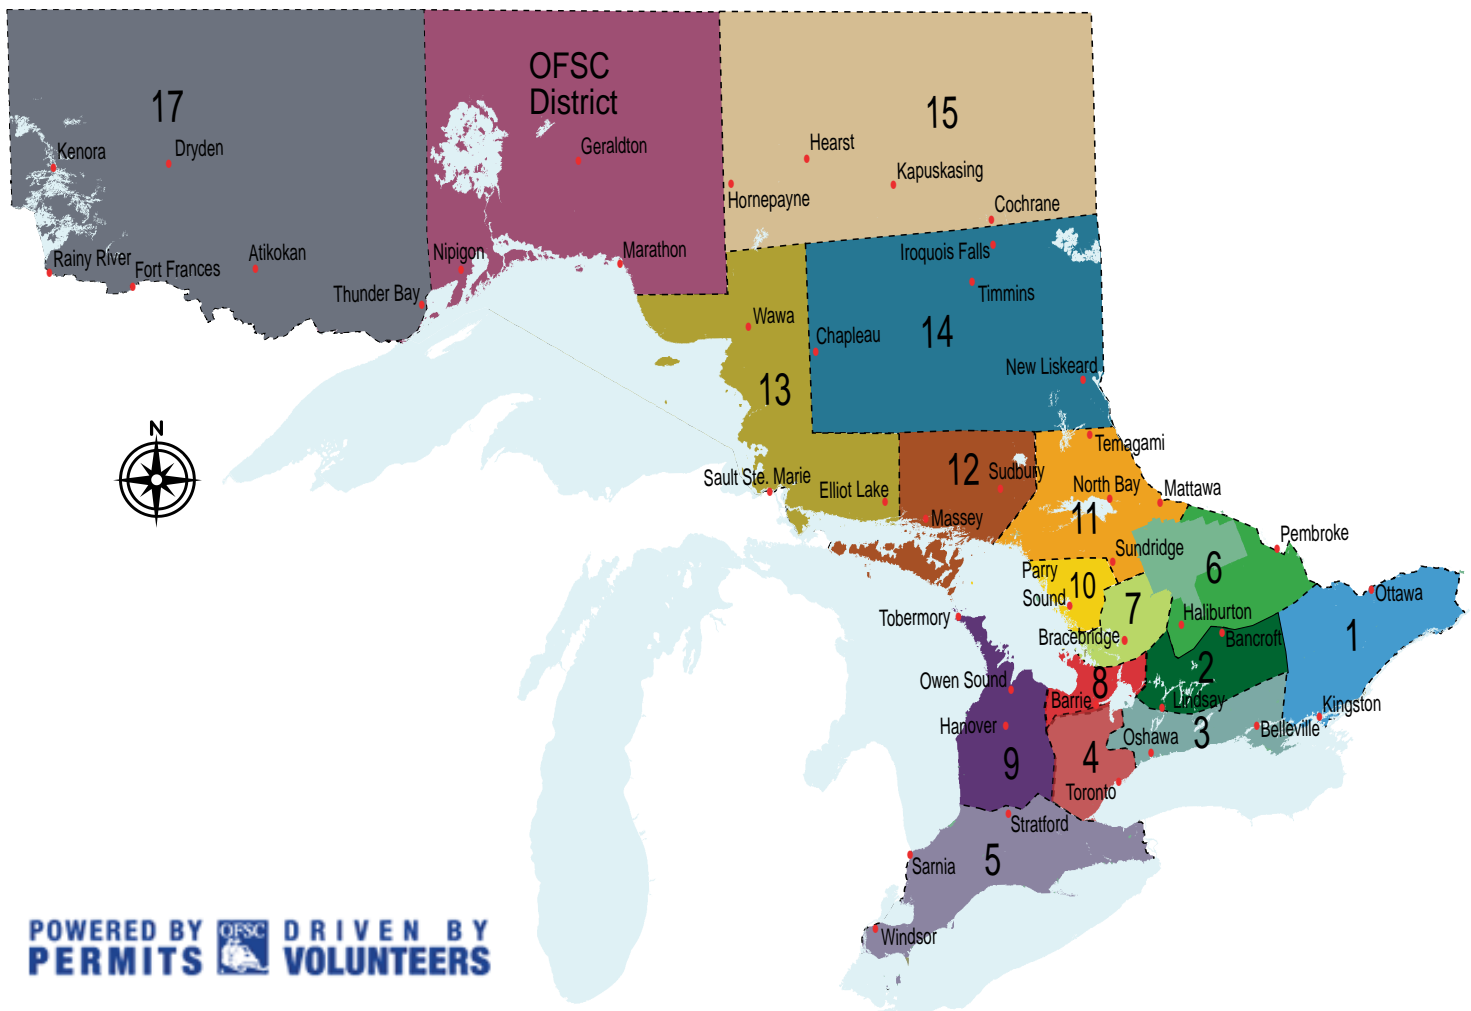 OFSC
District
17
15
Kenora
Dryden
Geraldton
Hearst
Kapuskasing
Hornepayne
Cochrane
Rainy River
Fort Frances
Atikokan
Nipigon
Marathon
Iroquois Falls
Thunder Bay
Timmins
Wawa
Chapleau
14
New Liskeard
13
N
Temagami
12
Sudbury
Sault Ste. Marie
Elliot Lake
North Bay
Mattawa
Massey
11
Pembroke
Sundridge
6
Parry
Sound
10
7
Haliburton
Ottawa
Tobermory
Bracebridge
Bancroft
1
2
Owen Sound
8
Barrie
Lindsay
Kingston
Hanover
Oshawa
3
Belleville
9
4
Toronto
Stratford
5
Sarnia
Windsor
POWERED BY
PERMITS
OFSC
DRIVEN BY
VOLUNTEERS